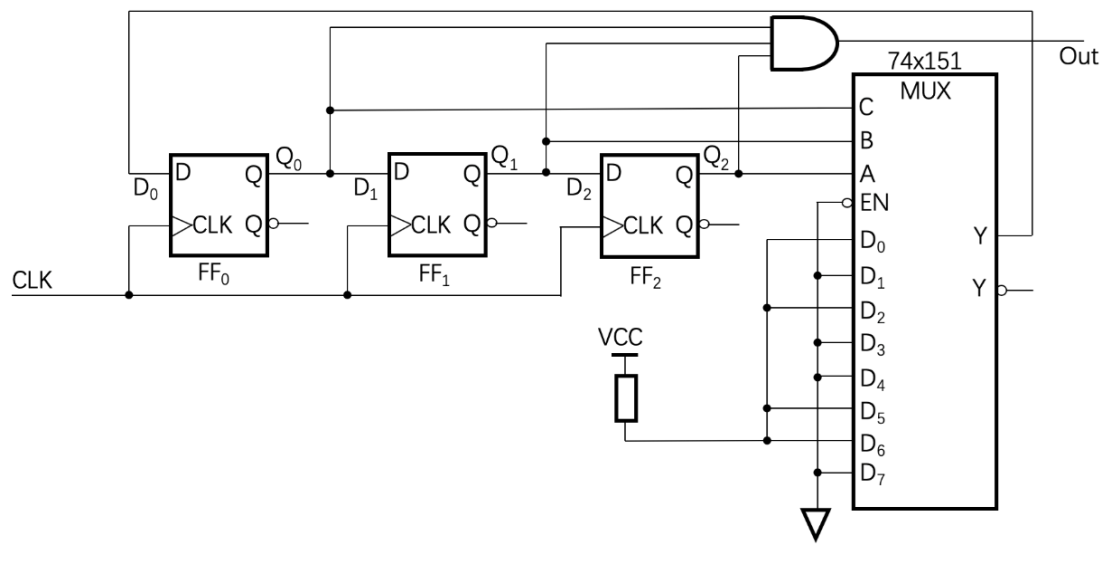 Out
74x151
MUX
C
B
A
EN
D₀
D₁
D₂
D₃
D₄
D₅
D₆
D₇
Y
Y
D₀
D
Q
Q₀
CLK
Q
FF₀
D₁
D
Q
Q₁
CLK
Q
FF₁
D₂
D
Q
Q₂
CLK
Q
FF₂
CLK
VCC